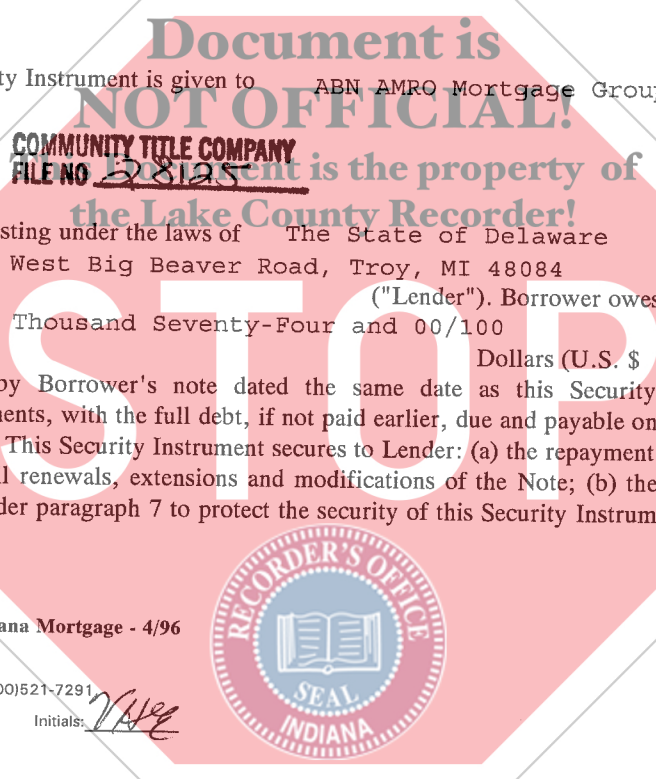 Document is
ty Instrument is given to ABN AMRO Mortgage Group
NOT OFFICIAL!
COMMUNITY TITLE COMPANY
This Document is the property of
FILE NO 28125
the Lake County Recorder!
sting under the laws of The State of Delaware
West Big Beaver Road, Troy, MI 48084
("Lender"). Borrower owes
Thousand Seventy-Four and 00/100
STOP
Dollars (U.S. $
by Borrower's note dated the same date as this Security
nents, with the full debt, if not paid earlier, due and payable on
This Security Instrument secures to Lender: (a) the repayment
l renewals, extensions and modifications of the Note; (b) the
der paragraph 7 to protect the security of this Security Instrum
RECORDER'S OFFICE
SEAL
INDIANA
ana Mortgage - 4/96
00)521-7291
Initials: